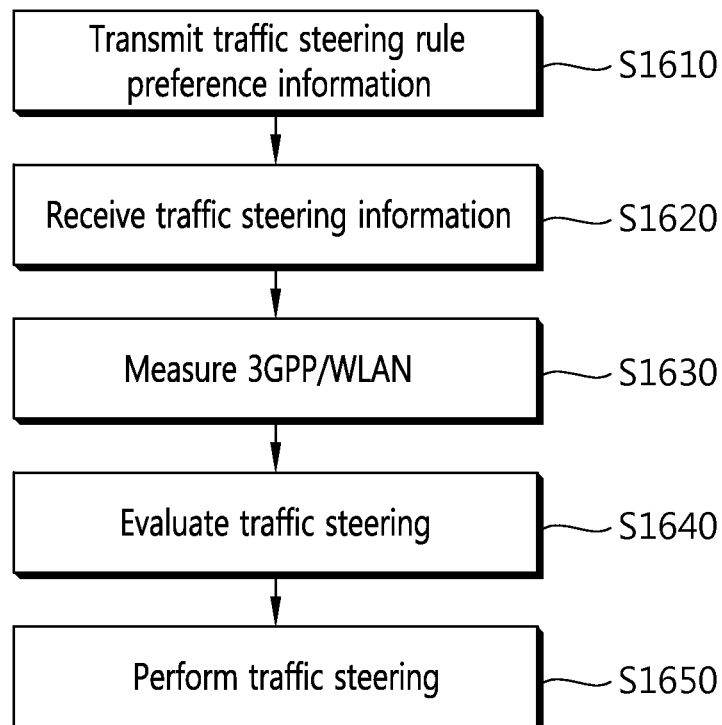 Transmit traffic steering rule
preference information
S1610
Receive traffic steering information
S1620
Measure 3GPP/WLAN
S1630
Evaluate traffic steering
S1640
Perform traffic steering
S1650